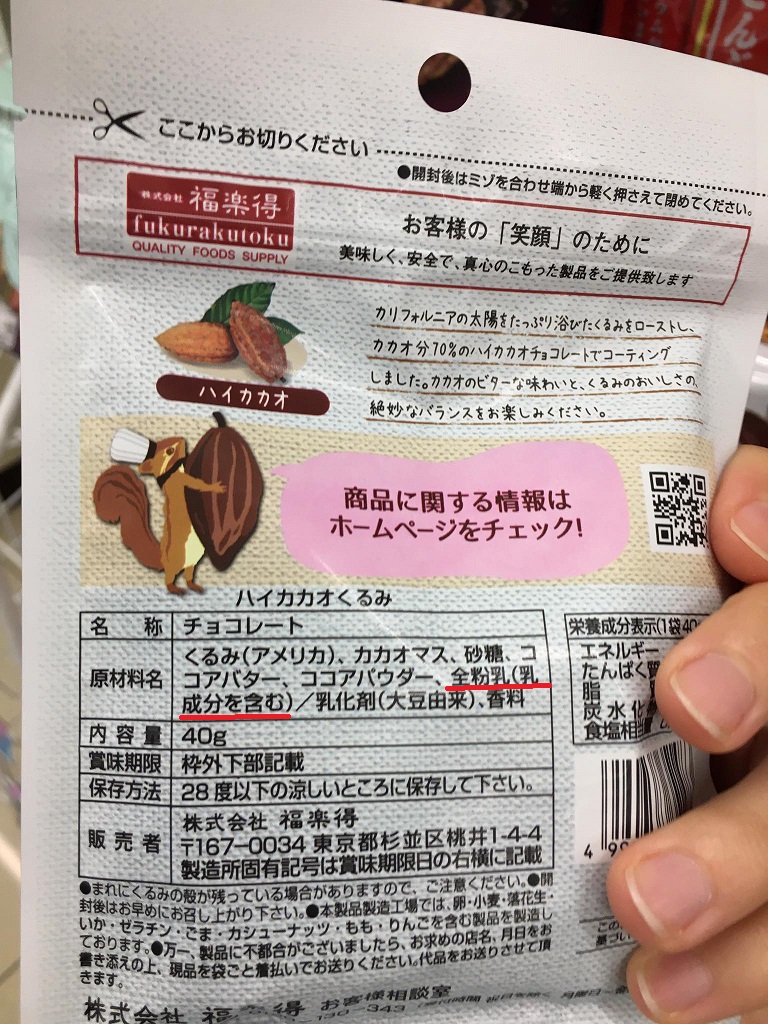 ここからお切りください
●開封後はミゾを合わせ端から軽く押さえて閉めてください。
株式会社 福楽得
fukurakutoku
QUALITY FOODS SUPPLY
お客様の「笑顔」のために
美味しく、安全で、真心のこもった製品をご提供致します
カリフォルニアの太陽をたっぷり浴びたくるみをローストし、
カカオ分70%のハイカカオチョコレートでコーティング
しました。カカオのビターな味わいと、くるみのおいしさの、
絶妙なバランスをお楽しみください。
ハイカカオ
商品に関する情報は
ホームページをチェック!
ハイカカオくるみ
名 称 チョコレート
原材料名 くるみ(アメリカ)、カカオマス、砂糖、コ
コアバター、ココアパウダー、全粉乳(乳
成分を含む)/乳化剤(大豆由来)、香料
内容量 40g
賞味期限 枠外下部記載
保存方法 28度以下の涼しいところに保存して下さい。
販売者 株式会社 福楽得
〒167-0034 東京都杉並区桃井1-4-4
製造所固有記号は賞味期限日の右横に記載
栄養成分表示(1袋40
エネルギー
たんぱく質
脂
炭水化
食塩相
4
●まれにくるみの殻が残っている場合がありますので、ご注意ください。●開
封後はお早めにお召し上がり下さい。●本製品製造工場では、卵・小麦・落花生・
いか・ゼラチン・ごま・カシューナッツ・もも・りんごを含む製品を製造し
ております。●万一、製品に不都合がございましたら、お求めの店名、月日をお
書き添えの上、現品を袋ごと着払いでお送りください。代品をお送りさせて頂
きます。
株式会社 福楽得 お客様相談室